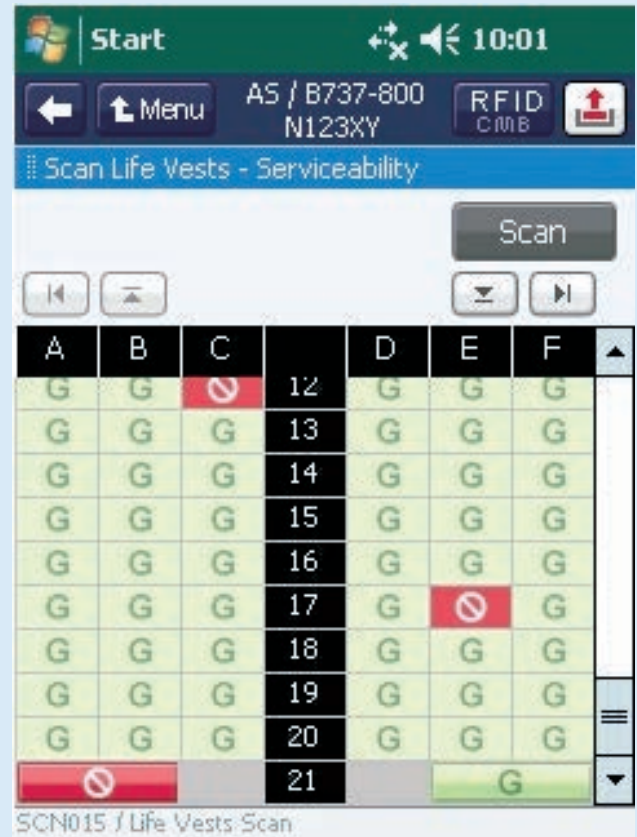 Start 10:01
Menu AS / B737-800 RFID
N123XY CMB
Scan Life Vests - Serviceability
Scan
A B C D E F
G G 12 G G G
G G G 13 G G G
G G G 14 G G G
G G G 15 G G G
G G G 16 G G G
G G G 17 G G
G G G 18 G G G
G G G 19 G G G
G G G 20 G G G
21 G
SCN015 / Life Vests Scan